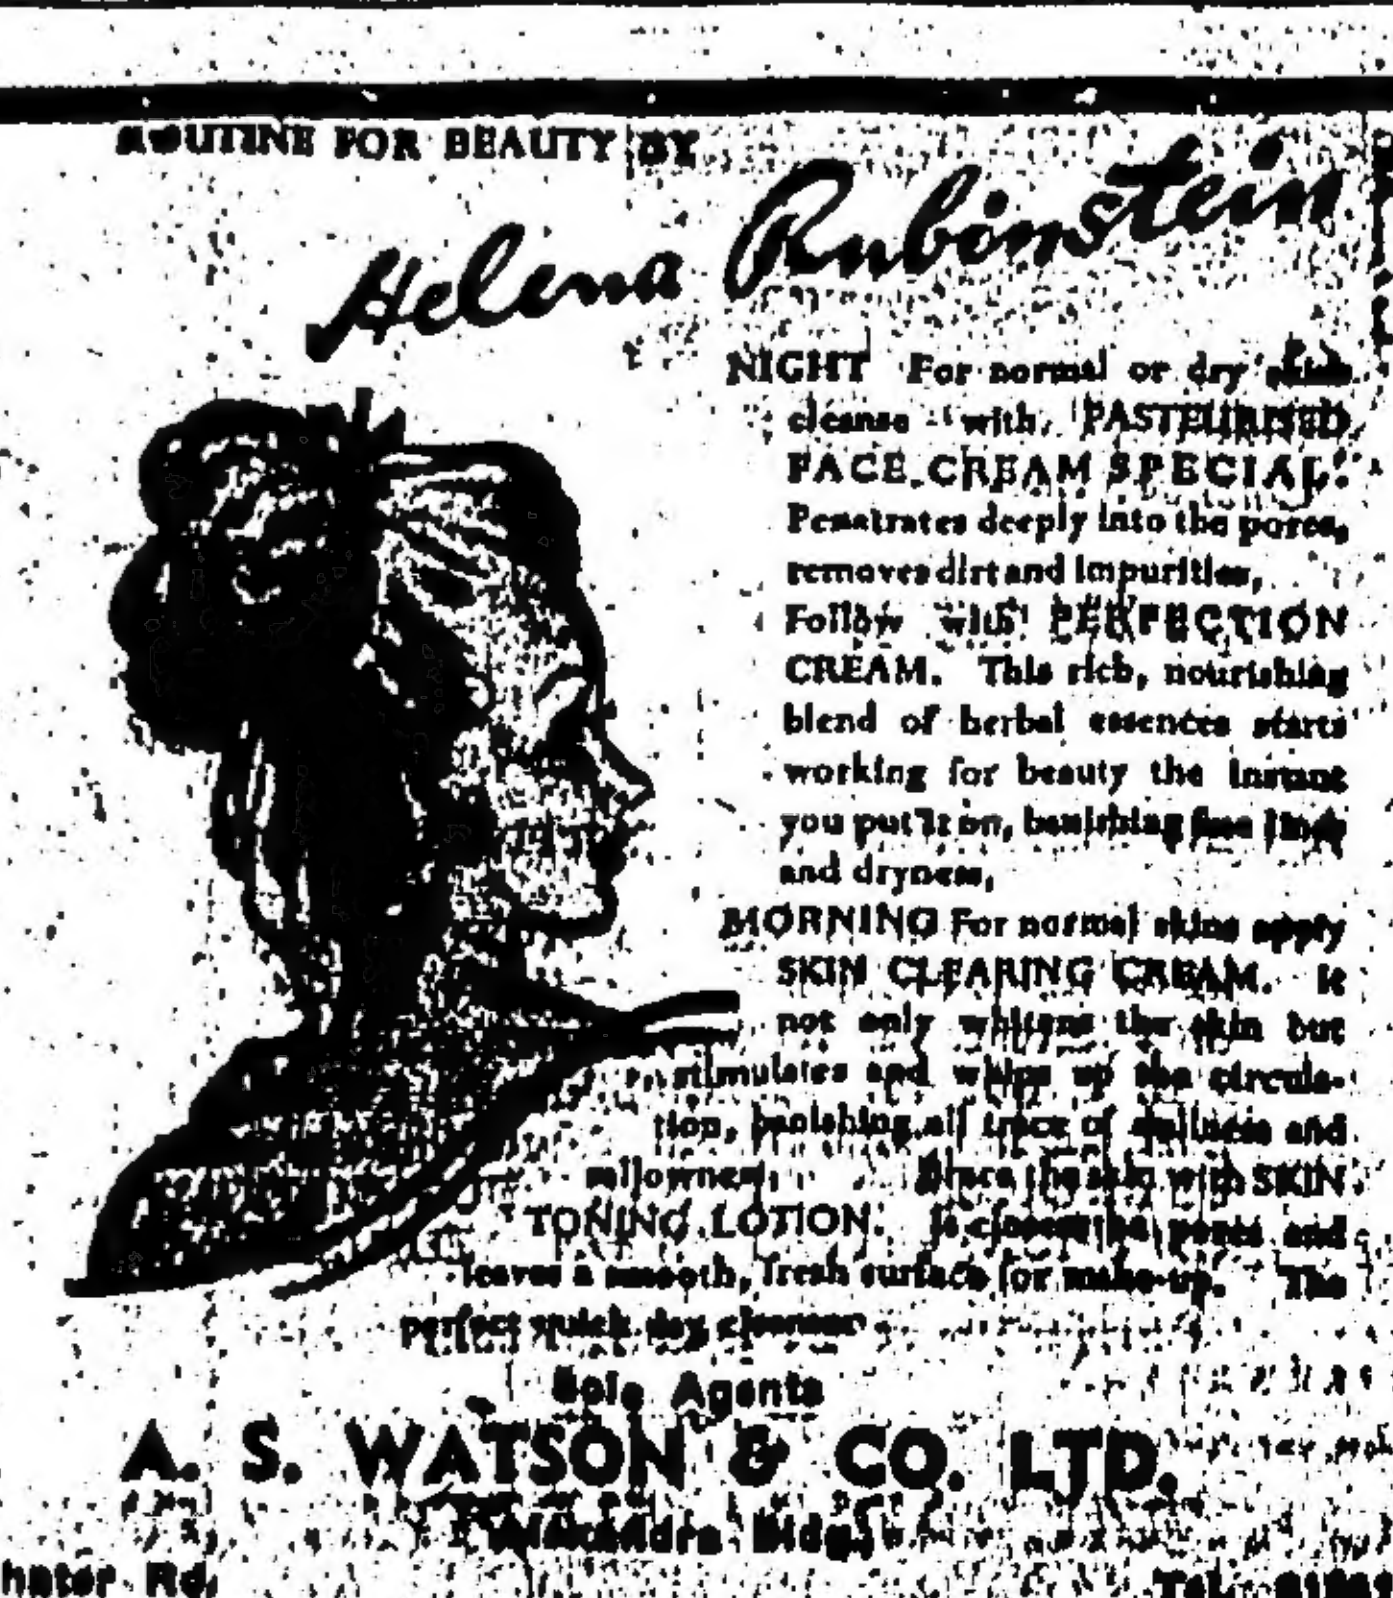 ROUTINE FOR BEAUTY BY
Helena Rubinstein
NIGHT For normal or dry skin
cleanse with PASTEURISED
FACE CREAM SPECIAL.
Penetrates deeply into the pores,
removes dirt and impurities,
Follow with PERFECTION
CREAM. This rich, nourishing
blend of herbal essences starts
working for beauty the instant
you put it on, banishing fine lines
and dryness,
MORNING For normal skins apply
SKIN CLEARING CREAM. It
not only whitens the skin but
stimulates and whips up the circula-
tion, banishing all trace of dullness and
sallowness. Brace the skin with SKIN
TONING LOTION. It closes the pores and
leaves a smooth, fresh surface for make-up. The
perfect quick day cleanser
Sole Agents
A. S. WATSON & CO. LTD.
Alexandra Bldg.
hater Rd. Tel.